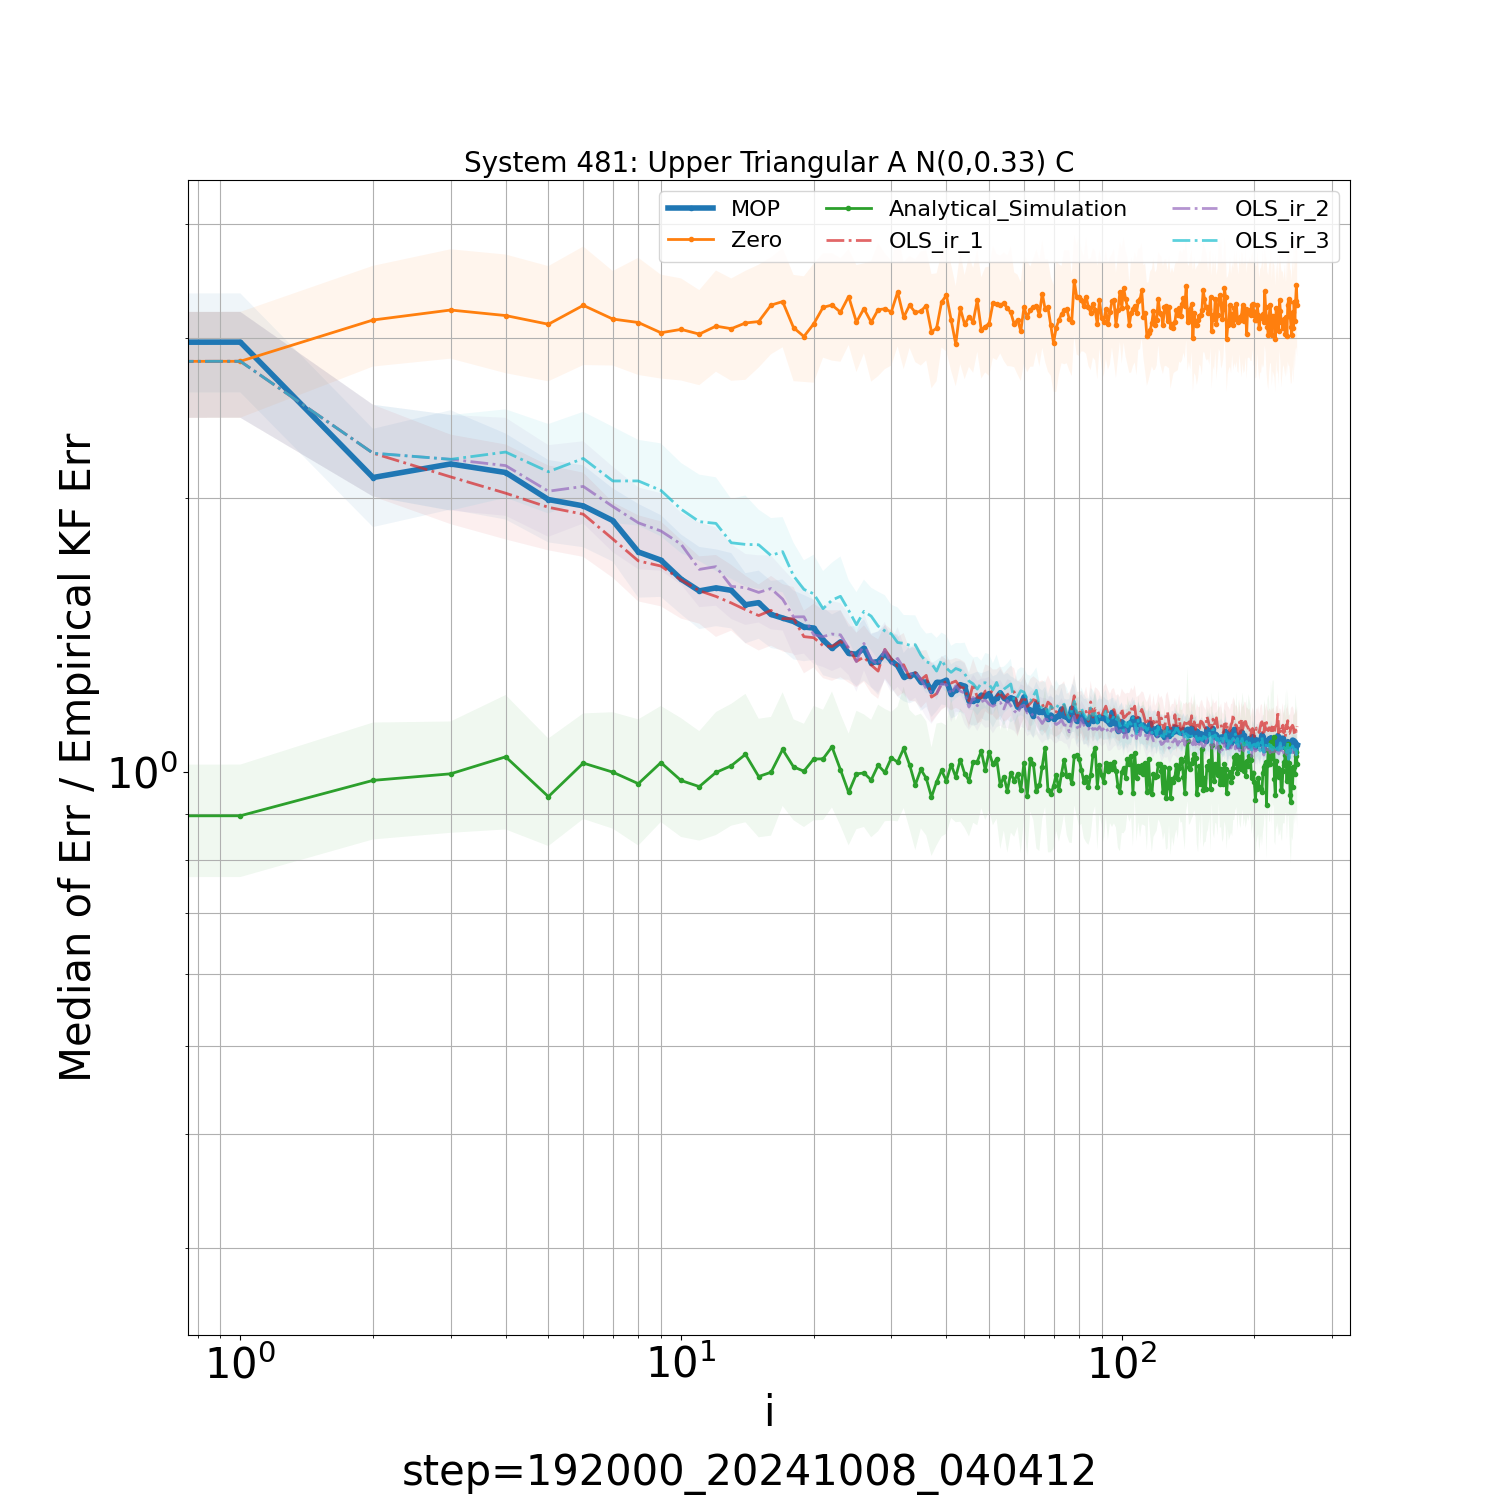 System 481: Upper Triangular A N(0,0.33) C
MOP
Zero
Analytical_Simulation
OLS_ir_1
OLS_ir_2
OLS_ir_3
Median of Err / Empirical KF Err
10⁰
10⁰ 10¹ 10²
i
step=192000_20241008_040412